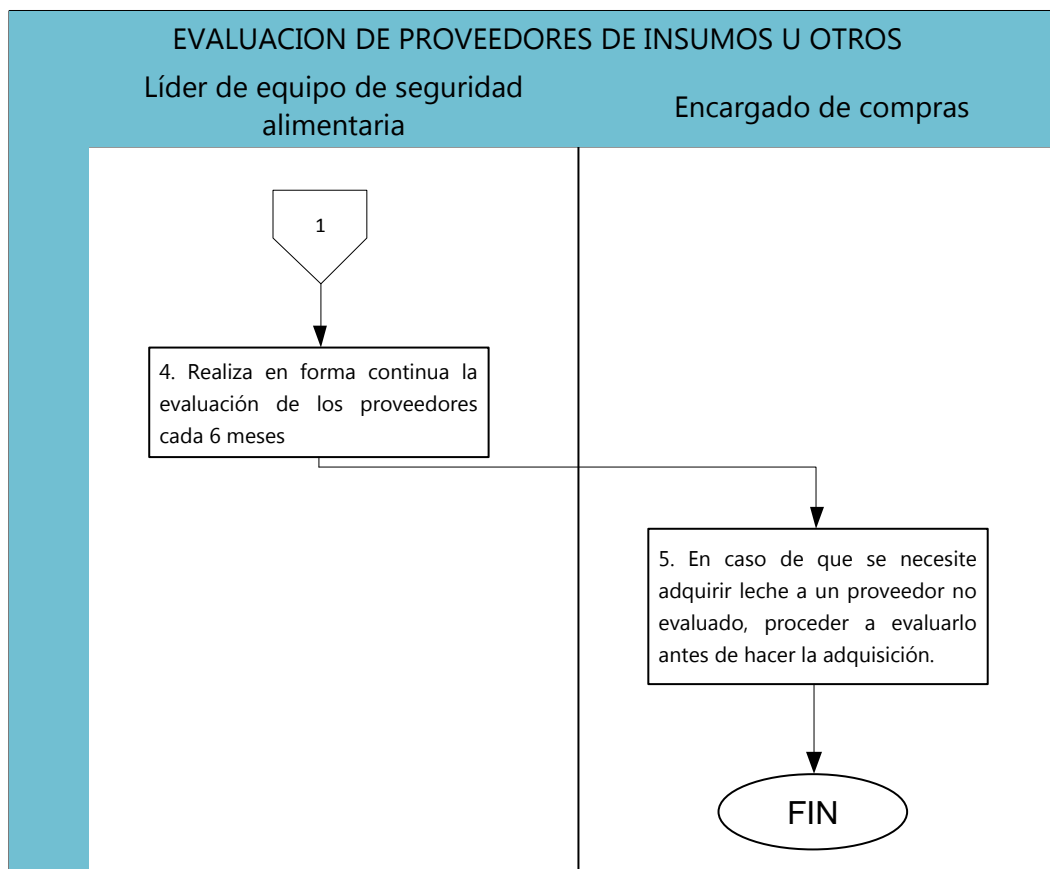 EVALUACION DE PROVEEDORES DE INSUMOS U OTROS
Líder de equipo de seguridad
alimentaria
Encargado de compras
1
4. Realiza en forma continua la
evaluación de los proveedores
cada 6 meses
5. En caso de que se necesite
adquirir leche a un proveedor no
evaluado, proceder a evaluarlo
antes de hacer la adquisición.
FIN